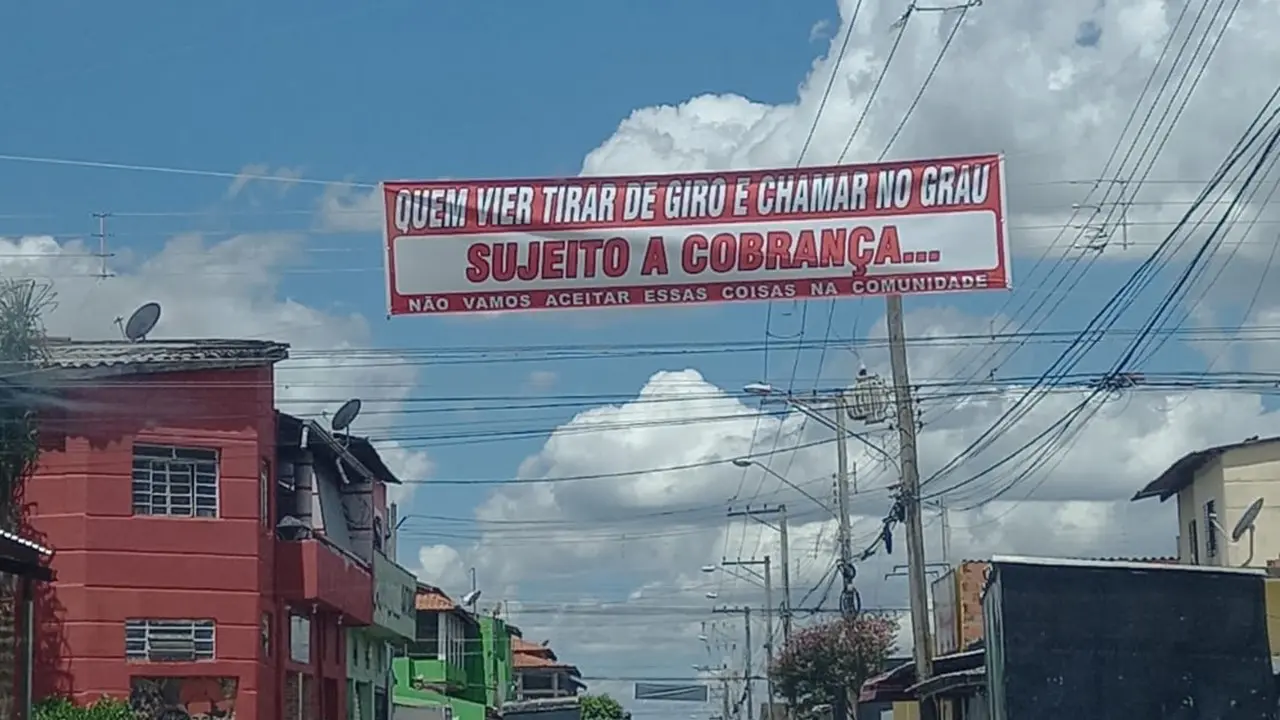 QUEM VIER TIRAR DE GIRO E CHAMAR NO GRAU
SUJEITO A COBRANÇA...
NÃO VAMOS ACEITAR ESSAS COISAS NA COMUNIDADE